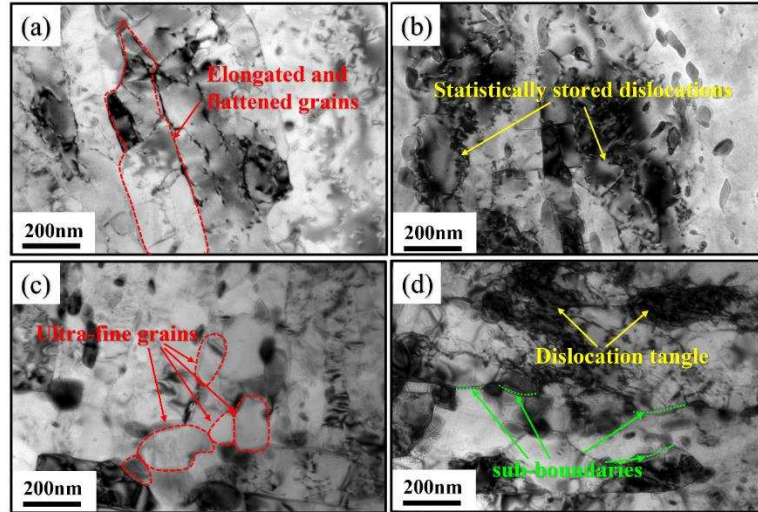 (a)
Elongated and
flattened grains
200nm
(b)
Statistically stored dislocations
200nm
(c)
Ultra-fine grains
200nm
(d)
Dislocation tangle
sub-boundaries
200nm